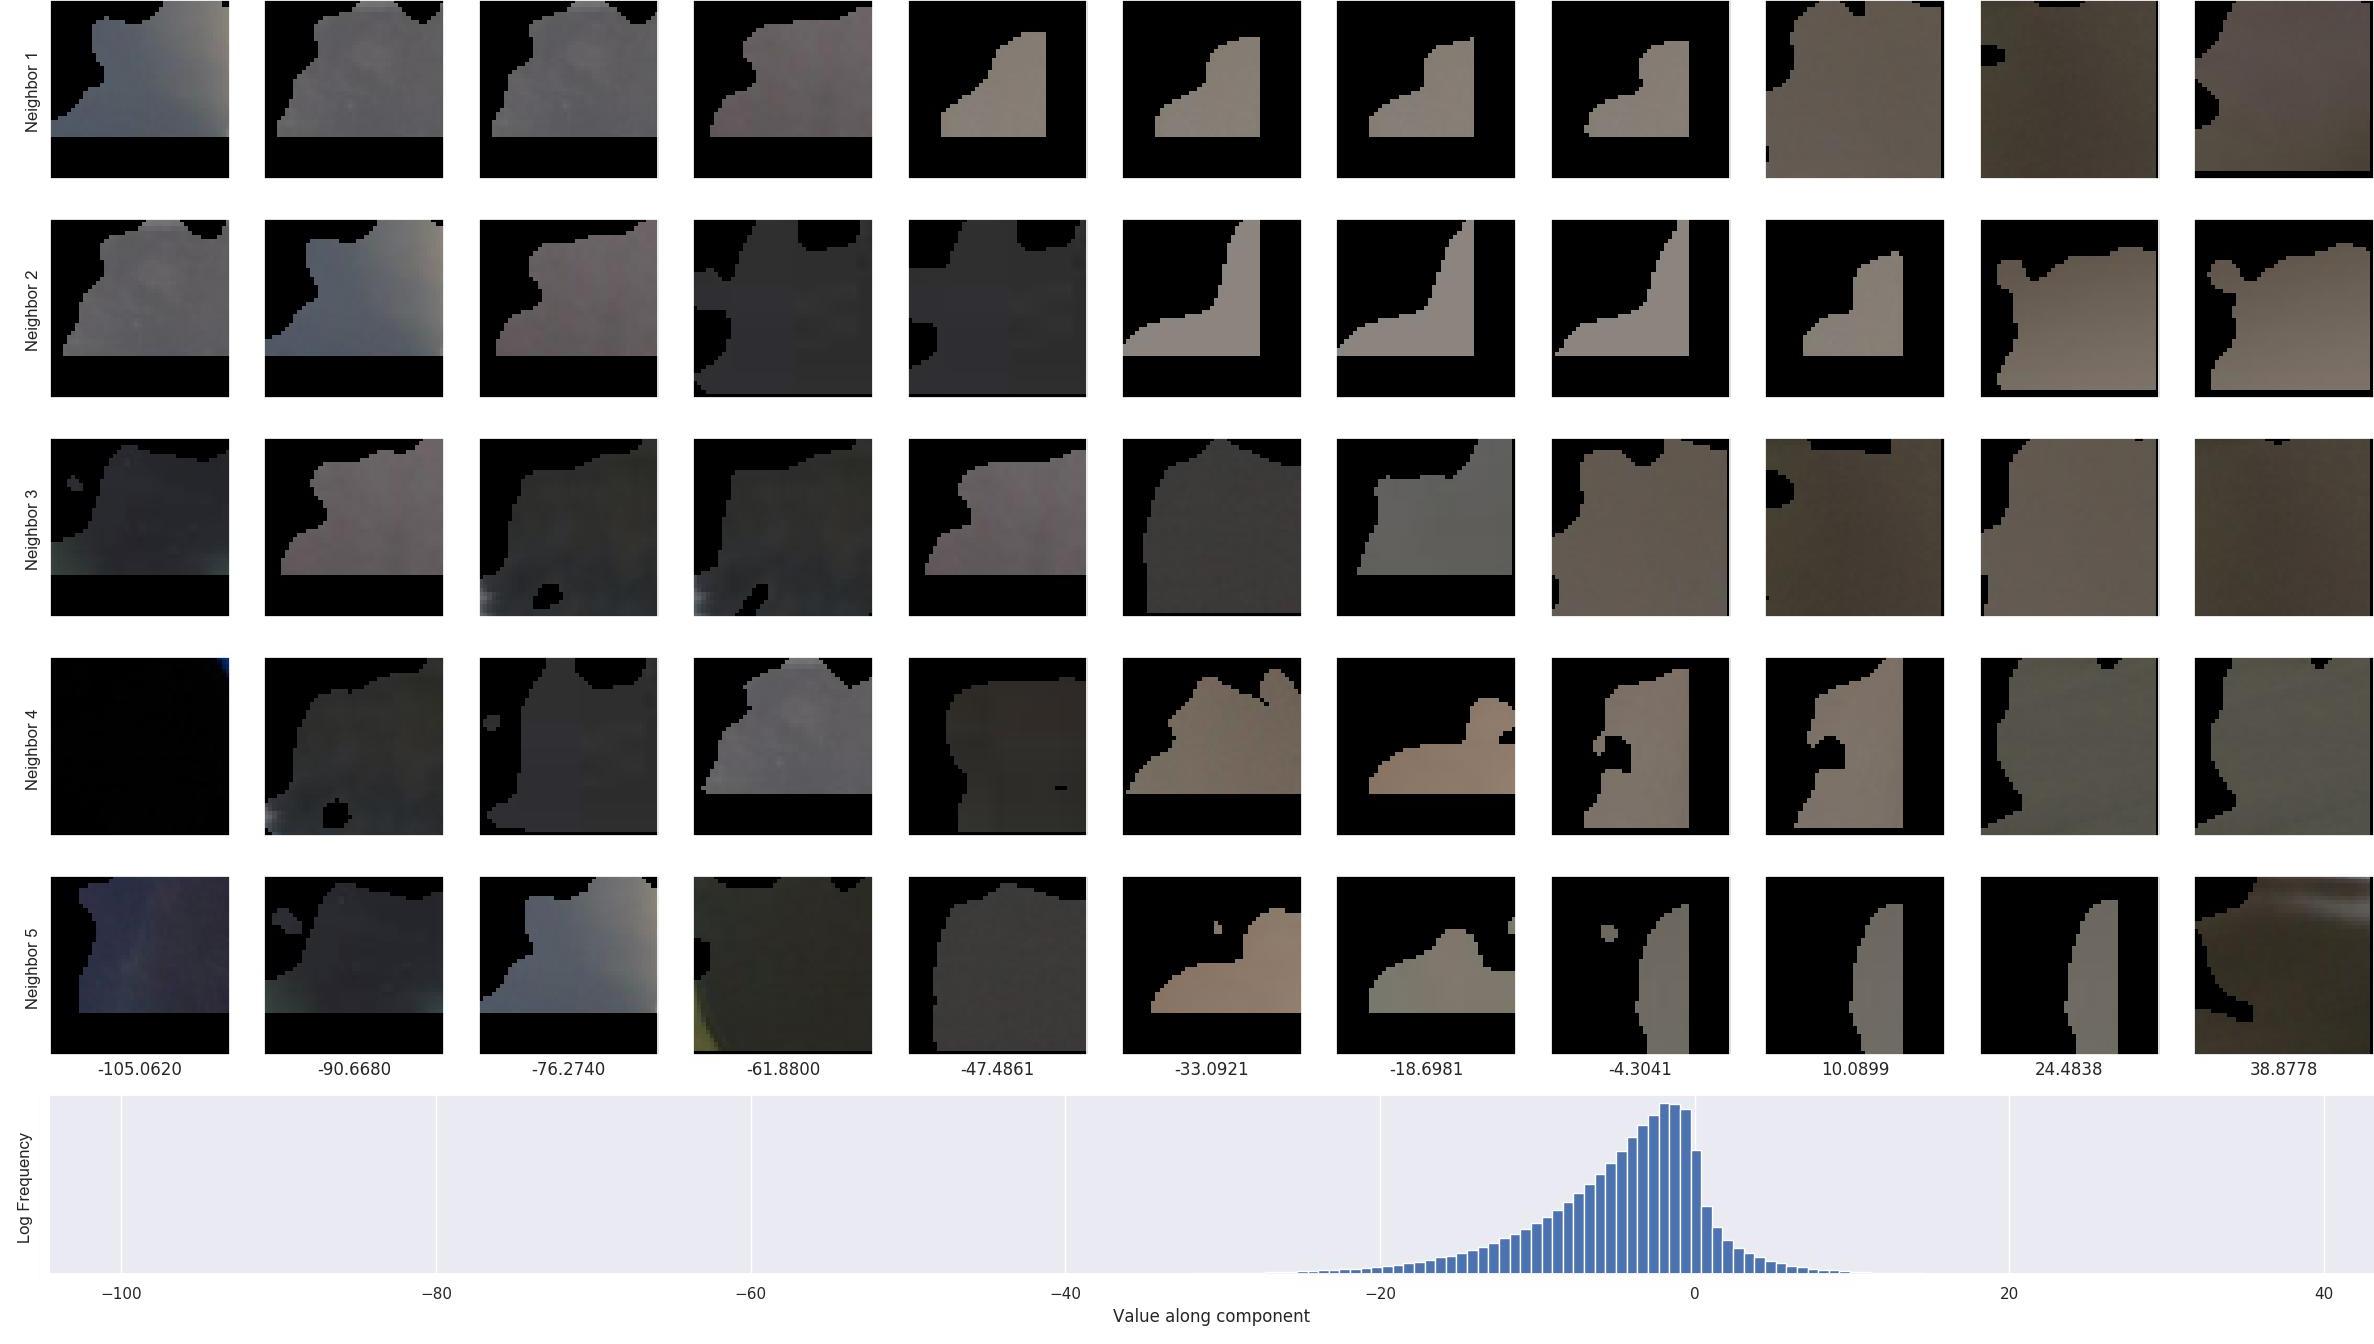 Neighbor 1
Neighbor 2
Neighbor 3
Neighbor 4
Neighbor 5
-105.0620 -90.6680 -76.2740 -61.8800 -47.4861 -33.0921 -18.6981 -4.3041 10.0899 24.4838 38.8778
Log Frequency
−100 −80 −60 −40 −20 0 20 40
Value along component